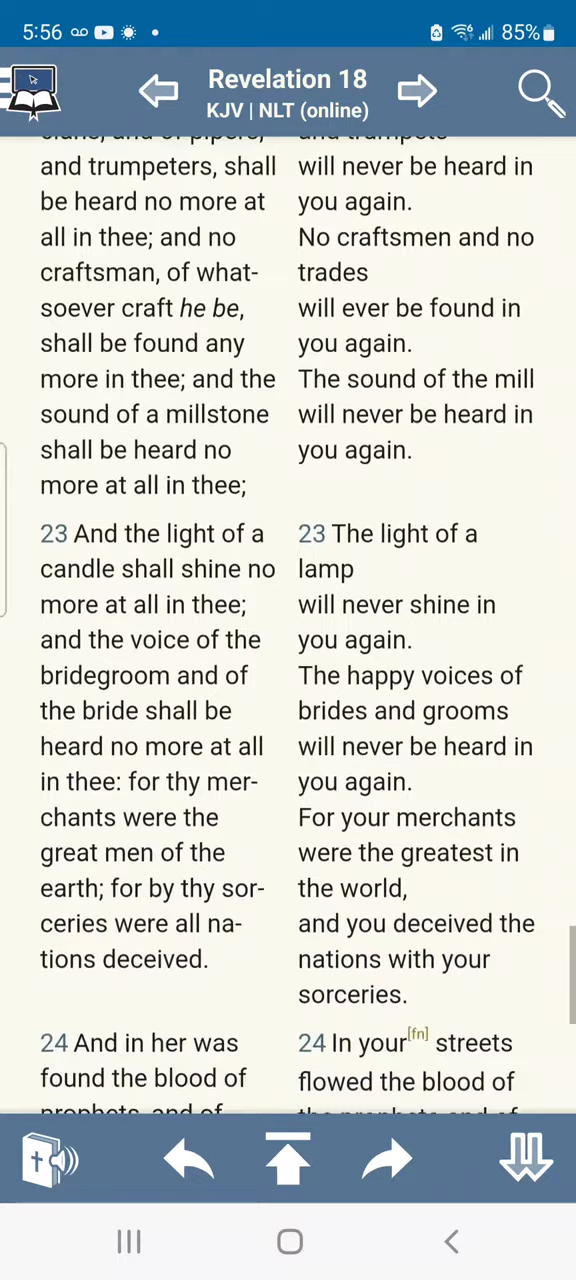 5:56
85%
Revelation 18
KJV | NLT (online)
and trumpeters, shall
be heard no more at
all in thee; and no
craftsman, of what-
soever craft he be,
shall be found any
more in thee; and the
sound of a millstone
shall be heard no
more at all in thee;
23 And the light of a
candle shall shine no
more at all in thee;
and the voice of the
bridegroom and of
the bride shall be
heard no more at all
in thee: for thy mer-
chants were the
great men of the
earth; for by thy sor-
ceries were all na-
tions deceived.
24 And in her was
found the blood of
prophets, and of
and trumpets
will never be heard in
you again.
No craftsmen and no
trades
will ever be found in
you again.
The sound of the mill
will never be heard in
you again.
23 The light of a
lamp
will never shine in
you again.
The happy voices of
brides and grooms
will never be heard in
you again.
For your merchants
were the greatest in
the world,
and you deceived the
nations with your
sorceries.
24 In your[fn] streets
flowed the blood of
the prophets and of